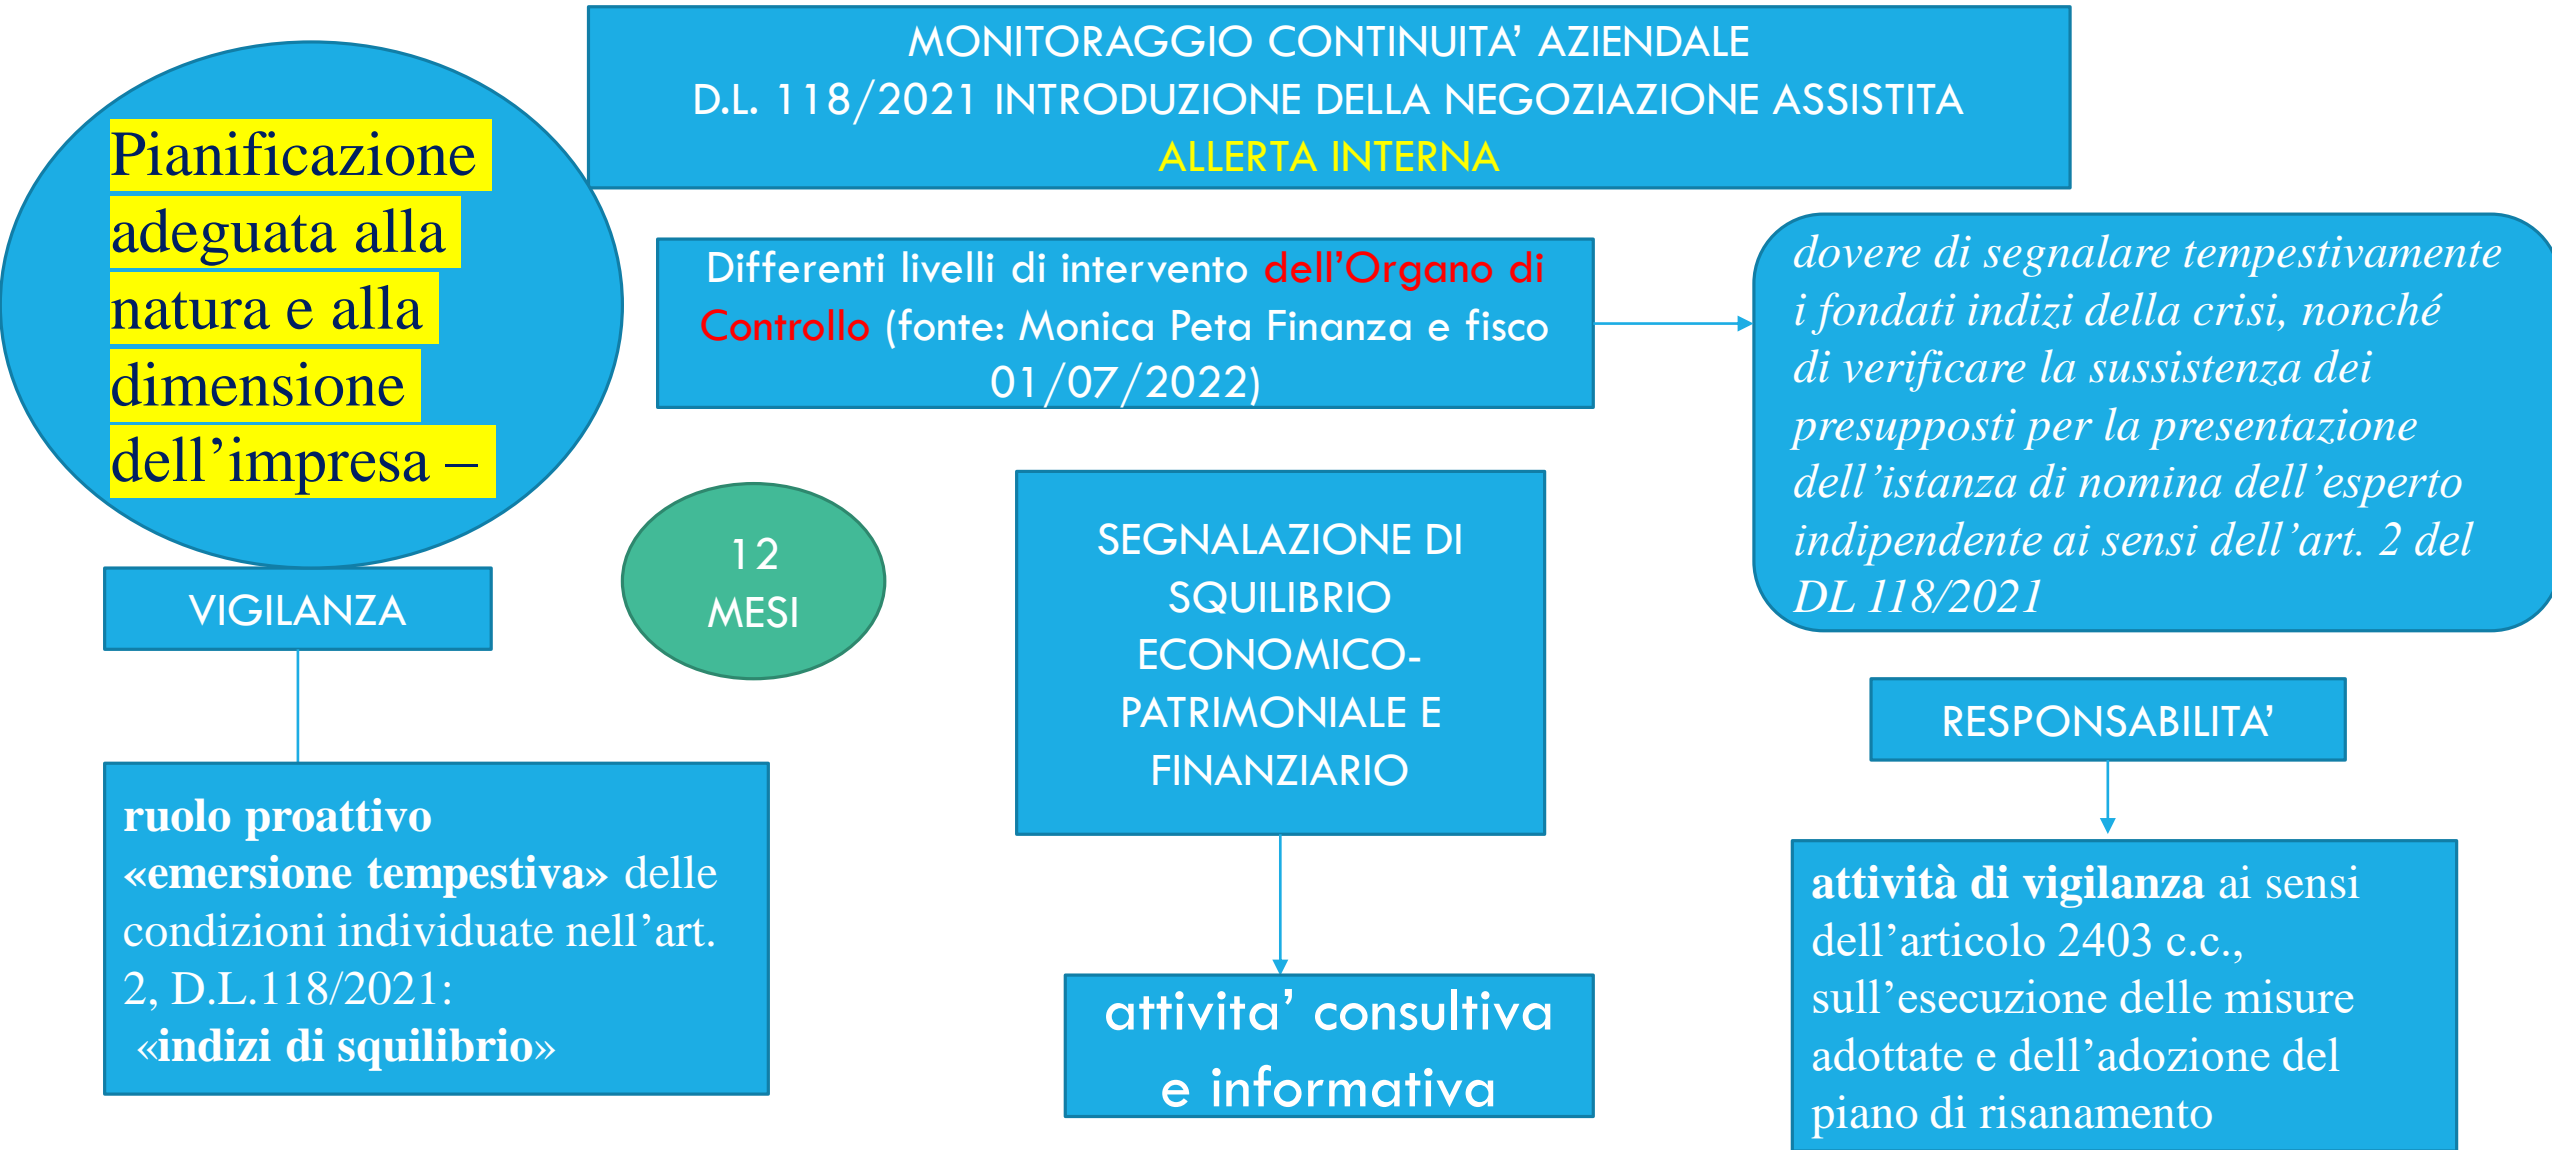 MONITORAGGIO CONTINUITA’ AZIENDALE
D.L. 118/2021 INTRODUZIONE DELLA NEGOZIAZIONE ASSISTITA
ALLERTA INTERNA
Pianificazione
adeguata alla
natura e alla
dimensione
dell’impresa –
Differenti livelli di intervento dell’Organo di
Controllo (fonte: Monica Peta Finanza e fisco
01/07/2022)
dovere di segnalare tempestivamente
i fondati indizi della crisi, nonché
di verificare la sussistenza dei
presupposti per la presentazione
dell’istanza di nomina dell’esperto
indipendente ai sensi dell’art. 2 del
DL 118/2021
12
MESI
SEGNALAZIONE DI
SQUILIBRIO
ECONOMICO-
PATRIMONIALE E
FINANZIARIO
VIGILANZA
RESPONSABILITA’
ruolo proattivo
«emersione tempestiva» delle
condizioni individuate nell’art.
2, D.L.118/2021:
«indizi di squilibrio»
attivita’ consultiva
e informativa
attività di vigilanza ai sensi
dell’articolo 2403 c.c.,
sull’esecuzione delle misure
adottate e dell’adozione del
piano di risanamento